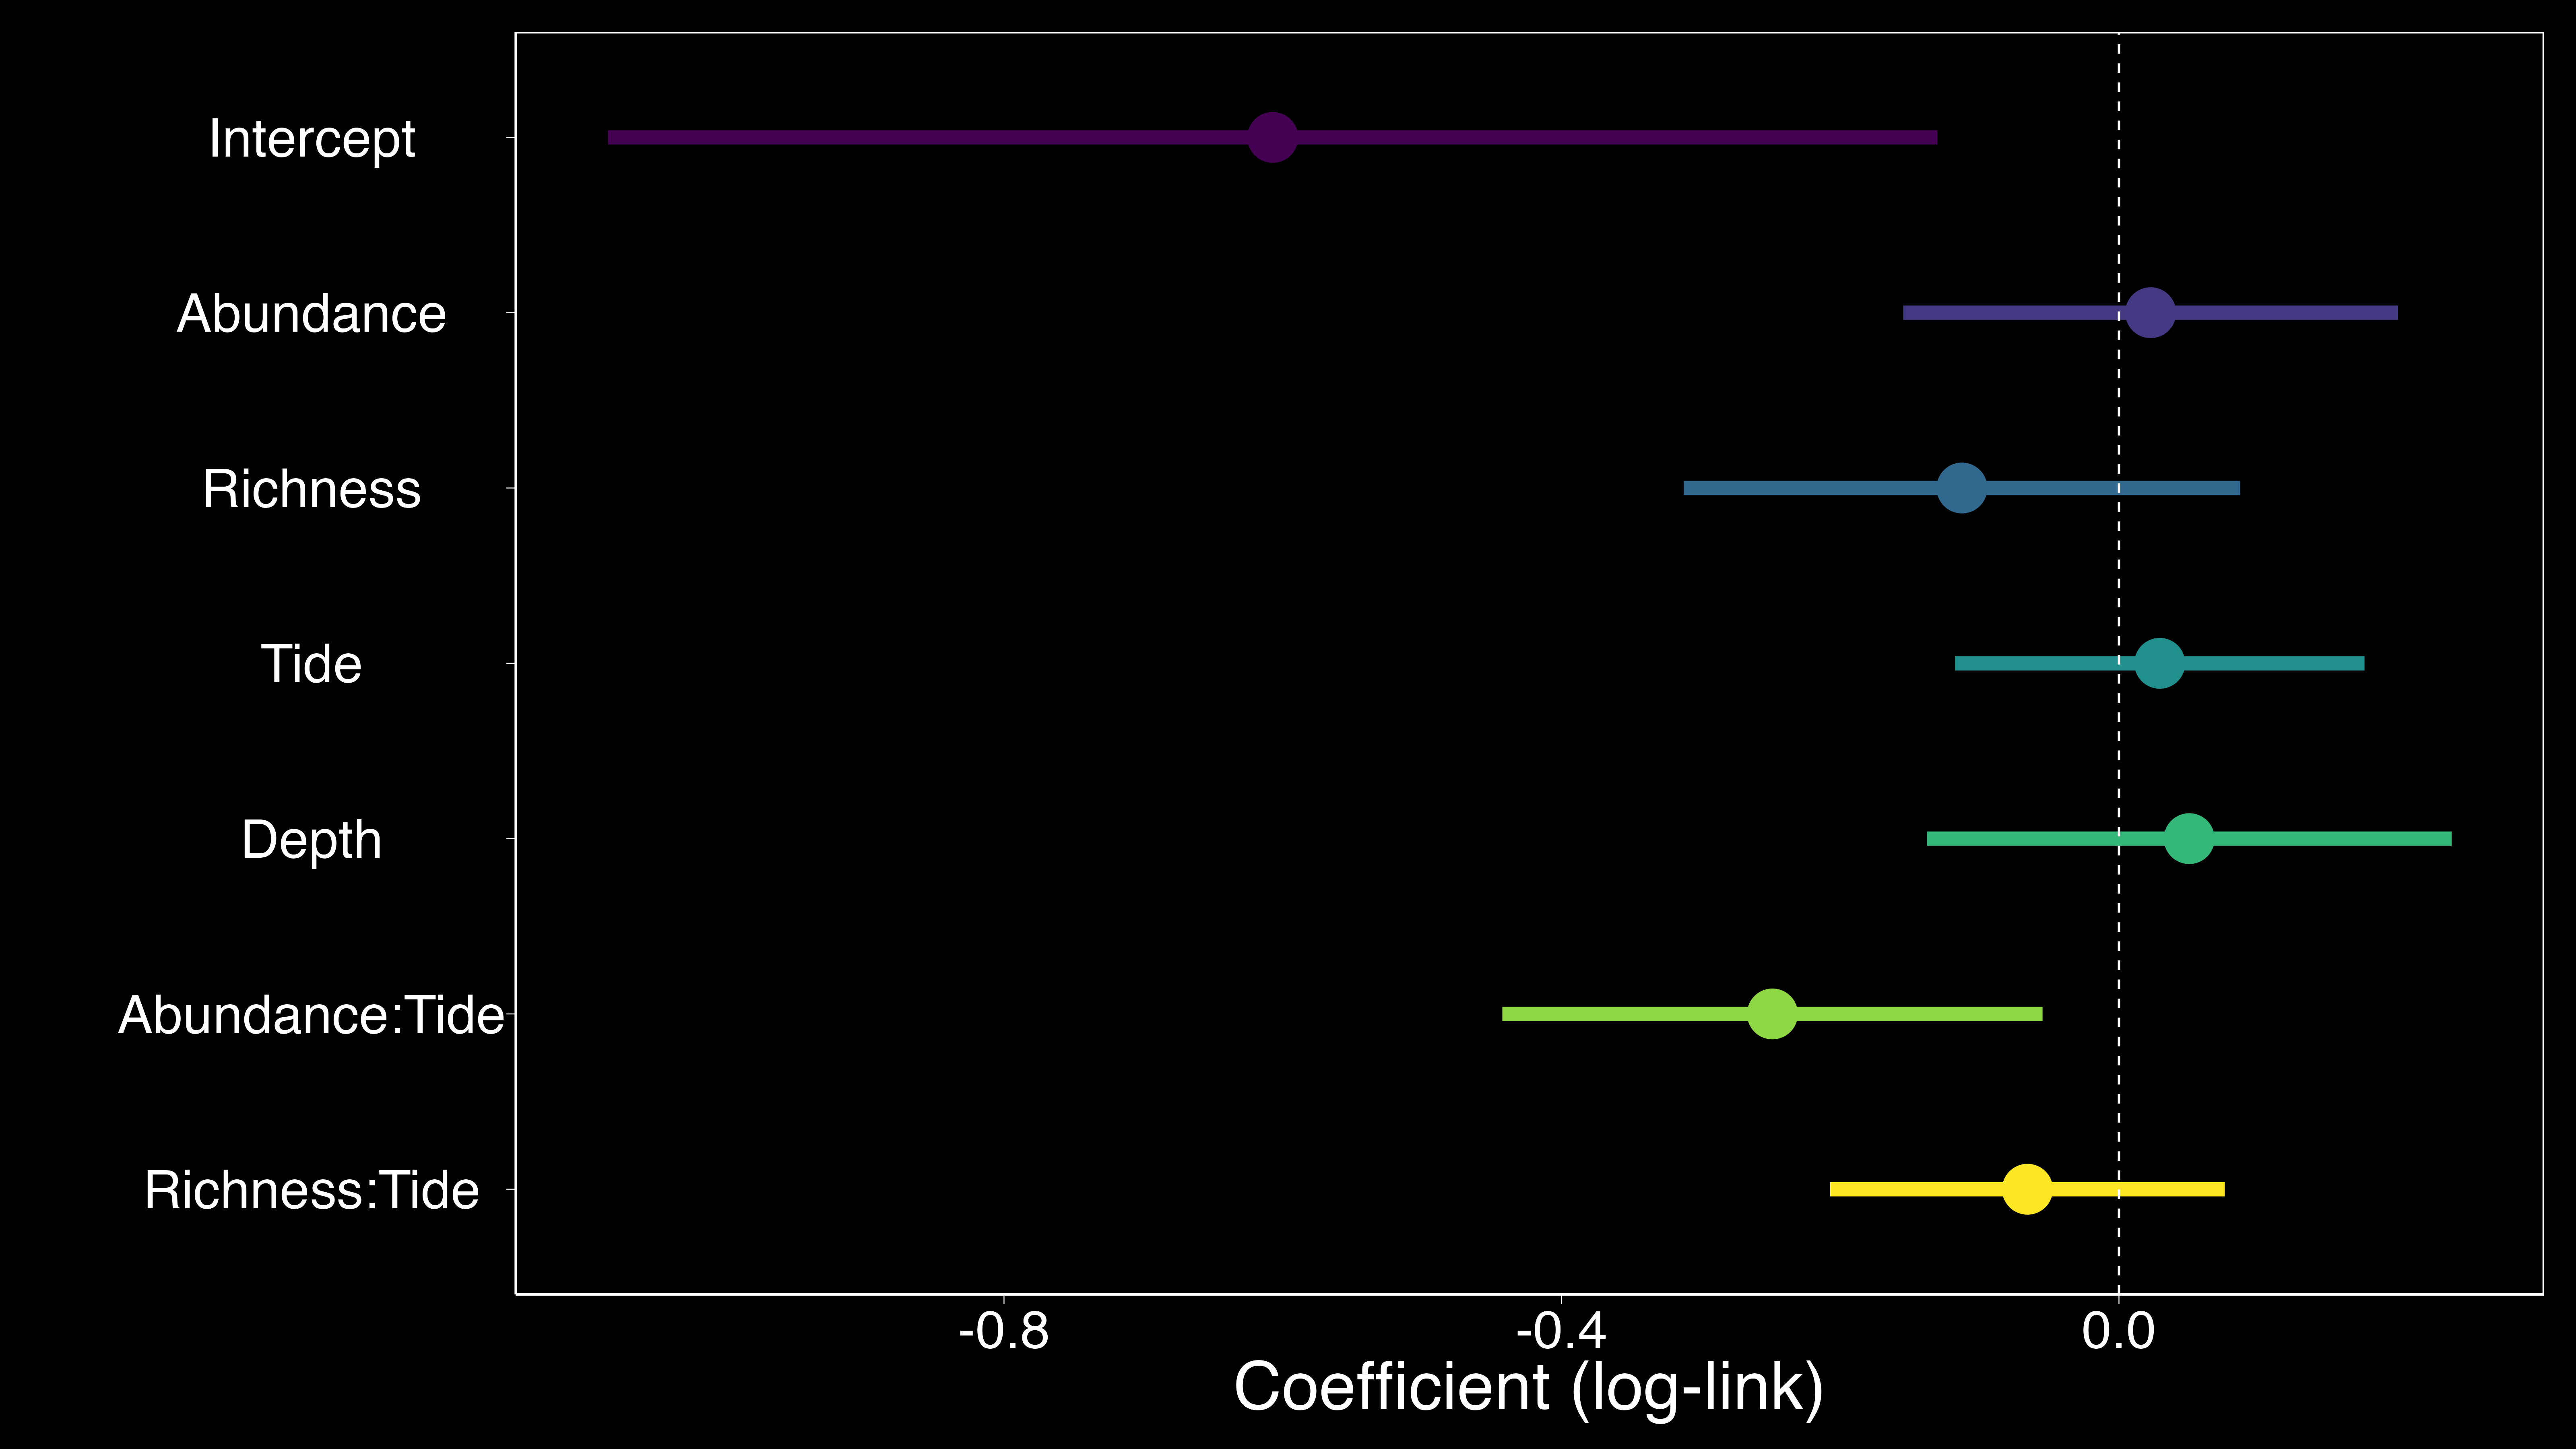 Intercept
Abundance
Richness
Tide
Depth
Abundance:Tide
Richness:Tide
-0.8 -0.4 0.0
Coefficient (log-link)